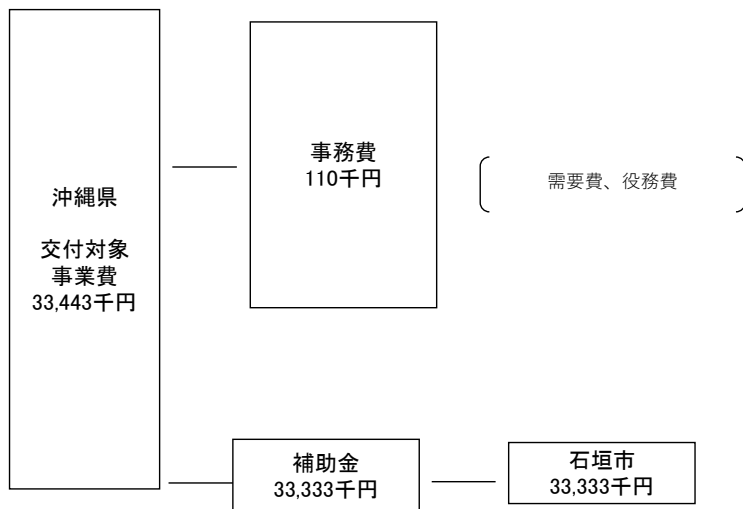 沖縄県
交付対象
事業費
33,443千円
事務費
110千円
需要費、役務費
補助金
33,333千円
石垣市
33,333千円